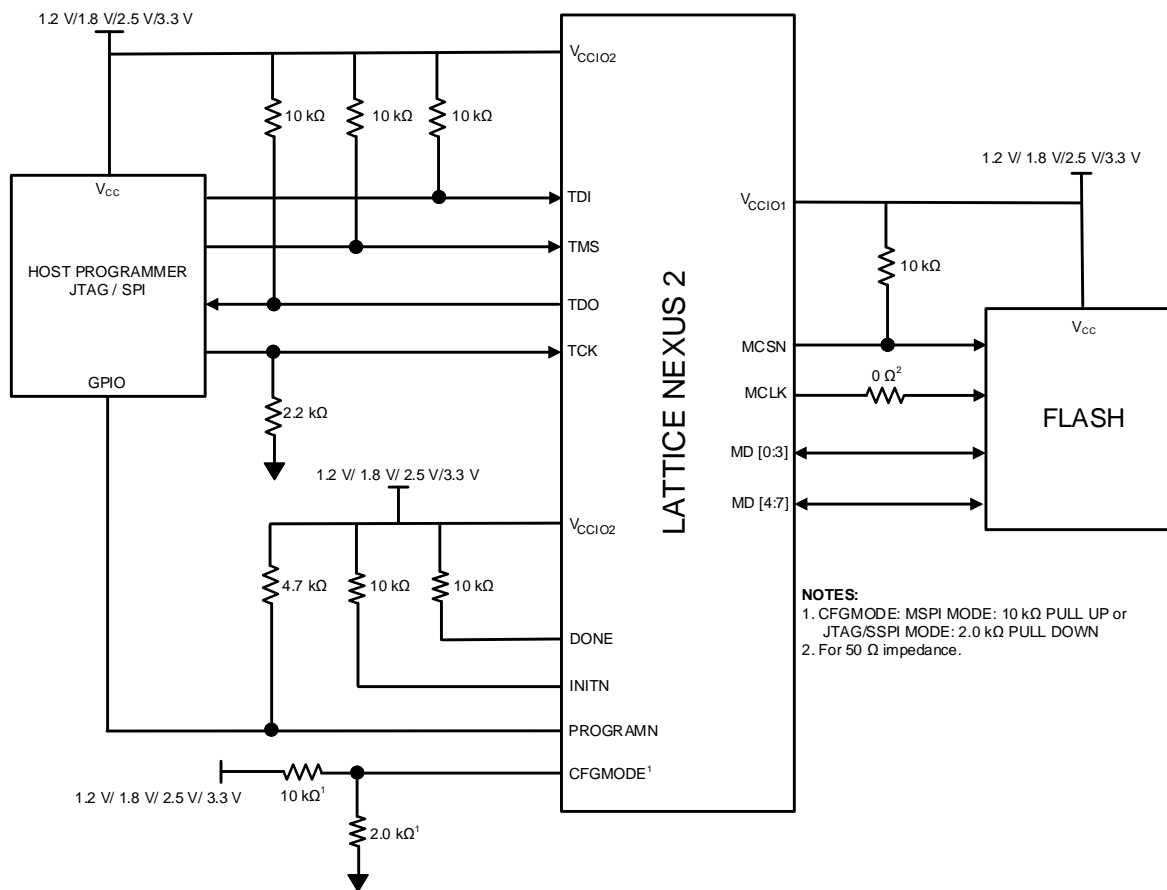 1.2 V/1.8 V/2.5 V/3.3 V
V_CCIO2
10 kΩ
10 kΩ
10 kΩ
1.2 V/ 1.8 V/2.5 V/3.3 V
V_CC
TDI
V_CCIO1
TMS
10 kΩ
HOST PROGRAMMER
JTAG / SPI
TDO
V_CC
TCK
MCSN
GPIO
0 Ω²
MCLK
2.2 kΩ
FLASH
MD [0:3]
1.2 V/ 1.8 V/ 2.5 V/3.3 V
MD [4:7]
LATTICE NEXUS 2
V_CCIO2
4.7 kΩ
10 kΩ
10 kΩ
NOTES:
1. CFGMODE: MSPI MODE: 10 kΩ PULL UP or
JTAG/SSPI MODE: 2.0 kΩ PULL DOWN
2. For 50 Ω impedance.
DONE
INITN
PROGRAMN
CFGMODE¹
1.2 V/ 1.8 V/ 2.5 V/ 3.3 V
10 kΩ¹
2.0 kΩ¹